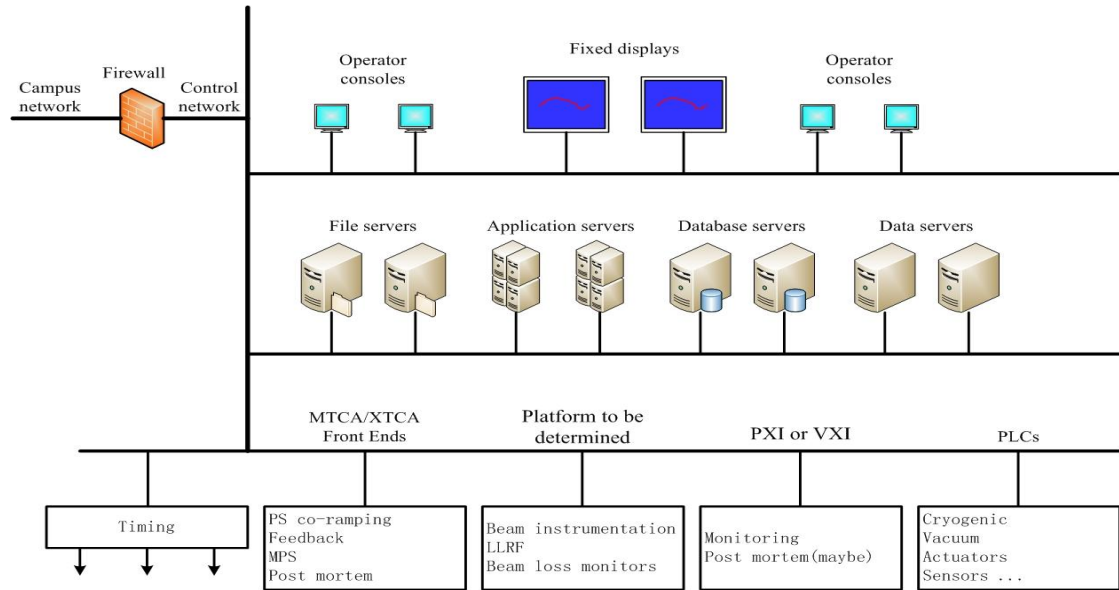 Campus
network
Firewall
Control
network
Operator
consoles
Fixed displays
Operator
consoles
File servers
Application servers
Database servers
Data servers
MTCA/XTCA
Front Ends
Platform to be
determined
PXI or VXI
PLCs
Timing
PS co-ramping
Feedback
MPS
Post mortem
Beam instrumentation
LLRF
Beam loss monitors
Monitoring
Post mortem(maybe)
Cryogenic
Vacuum
Actuators
Sensors ...